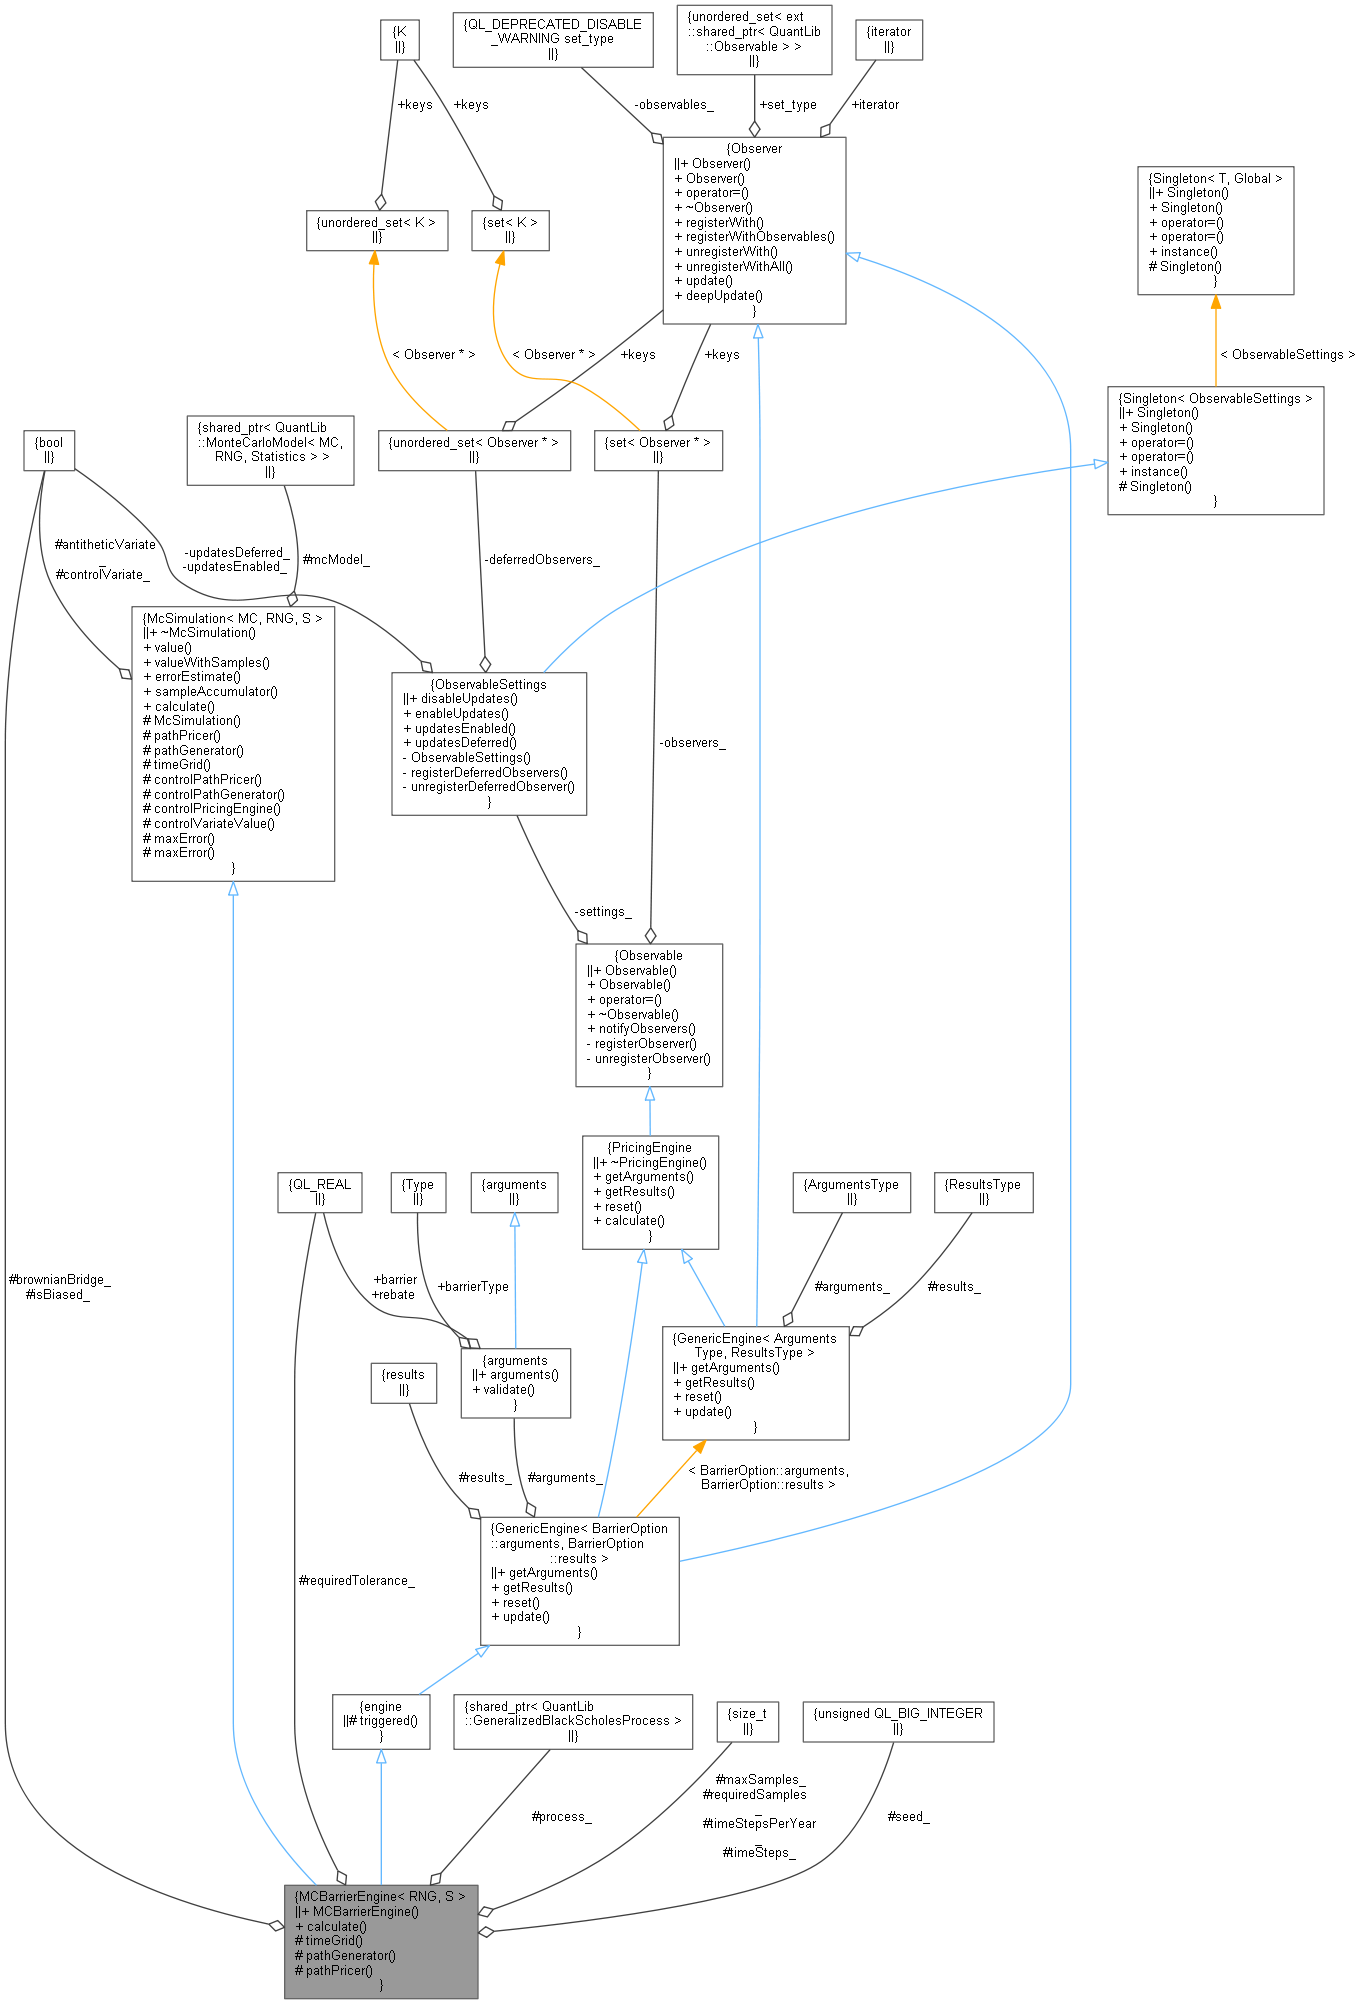 {K
||}
{QL_DEPRECATED_DISABLE
_WARNING set_type
||}
{unordered_set< ext
::shared_ptr< QuantLib
::Observable > >
||}
{iterator
||}
+keys
+keys
-observables_
+set_type
+iterator
{Observer
||+ Observer()
+ Observer()
+ operator=()
+ ~Observer()
+ registerWith()
+ registerWithObservables()
+ unregisterWith()
+ unregisterWithAll()
+ update()
+ deepUpdate()
}
{Singleton< T, Global >
||+ Singleton()
+ Singleton()
+ operator=()
+ operator=()
+ instance()
# Singleton()
}
{unordered_set< K >
||}
{set< K >
||}
< Observer * >
< Observer * >
+keys
+keys
< ObservableSettings >
{Singleton< ObservableSettings >
||+ Singleton()
+ Singleton()
+ operator=()
+ operator=()
+ instance()
# Singleton()
}
{bool
||}
{shared_ptr< QuantLib
::MonteCarloModel< MC,
RNG, Statistics > >
||}
{unordered_set< Observer * >
||}
{set< Observer * >
||}
#antitheticVariate
_
#controlVariate_
-updatesDeferred_
-updatesEnabled_
#mcModel_
-deferredObservers_
{McSimulation< MC, RNG, S >
||+ ~McSimulation()
+ value()
+ valueWithSamples()
+ errorEstimate()
+ sampleAccumulator()
+ calculate()
# McSimulation()
# pathPricer()
# pathGenerator()
# timeGrid()
# controlPathPricer()
# controlPathGenerator()
# controlPricingEngine()
# controlVariateValue()
# maxError()
# maxError()
}
{ObservableSettings
||+ disableUpdates()
+ enableUpdates()
+ updatesEnabled()
+ updatesDeferred()
- ObservableSettings()
- registerDeferredObservers()
- unregisterDeferredObserver()
}
-observers_
-settings_
{Observable
||+ Observable()
+ Observable()
+ operator=()
+ ~Observable()
+ notifyObservers()
- registerObserver()
- unregisterObserver()
}
{PricingEngine
||+ ~PricingEngine()
+ getArguments()
+ getResults()
+ reset()
+ calculate()
}
{QL_REAL
||}
{Type
||}
{arguments
||}
{ArgumentsType
||}
{ResultsType
||}
#brownianBridge_
#isBiased_
+barrier
+rebate
+barrierType
#arguments_
#results_
{results
||}
{arguments
||+ arguments()
+ validate()
}
{GenericEngine< Arguments
Type, ResultsType >
||+ getArguments()
+ getResults()
+ reset()
+ update()
}
#results_
#arguments_
< BarrierOption::arguments,
BarrierOption::results >
{GenericEngine< BarrierOption
::arguments, BarrierOption
::results >
||+ getArguments()
+ getResults()
+ reset()
+ update()
}
#requiredTolerance_
{engine
||# triggered()
}
{shared_ptr< QuantLib
::GeneralizedBlackScholesProcess >
||}
{size_t
||}
{unsigned QL_BIG_INTEGER
||}
#process_
#maxSamples_
#requiredSamples
_
#timeStepsPerYear
_
#timeSteps_
#seed_
{MCBarrierEngine< RNG, S >
||+ MCBarrierEngine()
+ calculate()
# timeGrid()
# pathGenerator()
# pathPricer()
}